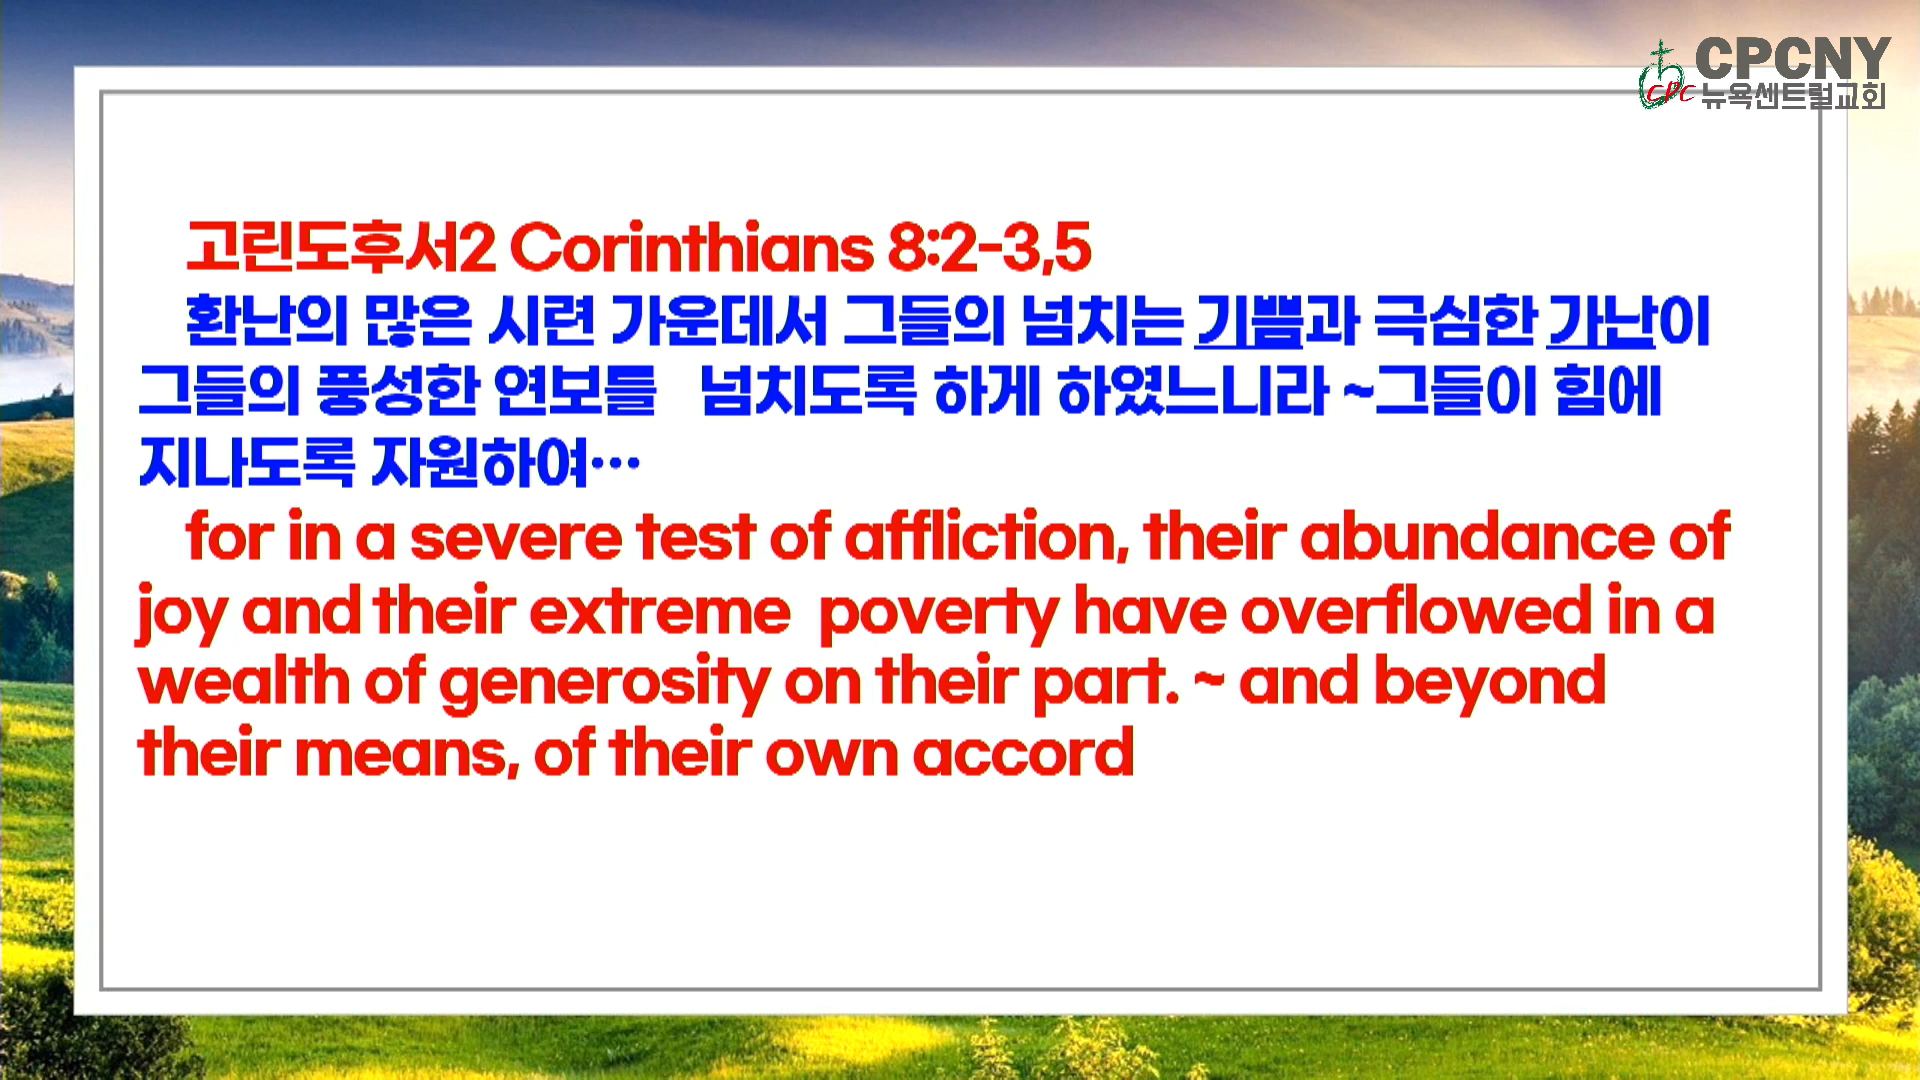 CPCNY
CPC 뉴욕센트럴교회
고린도후서2 Corinthians 8:2-3,5
환난의 많은 시련 가운데서 그들의 넘치는 기쁨과 극심한 가난이
그들의 풍성한 연보를 넘치도록 하게 하였느니라 ~그들이 힘에
지나도록 자원하여…
for in a severe test of affliction, their abundance of
joy and their extreme poverty have overflowed in a
wealth of generosity on their part. ~ and beyond
their means, of their own accord